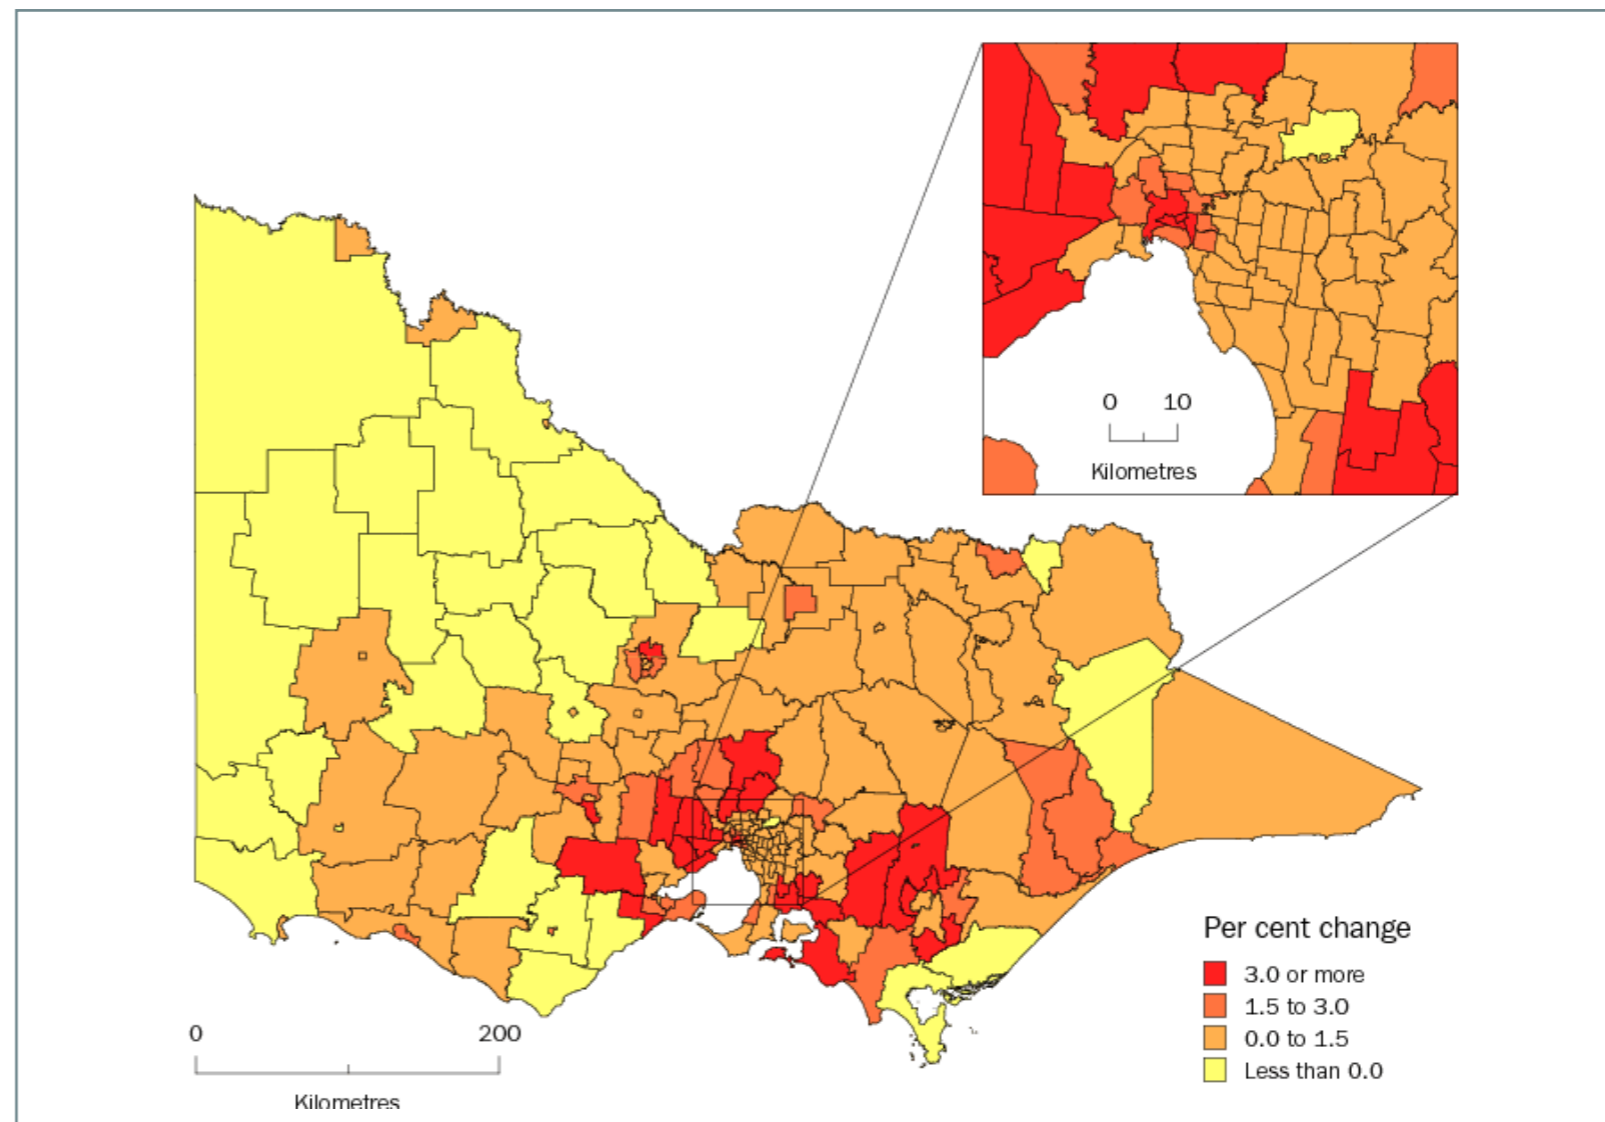 0 10
Kilometres
Per cent change
3.0 or more
1.5 to 3.0
0.0 to 1.5
Less than 0.0
0 200
Kilometres